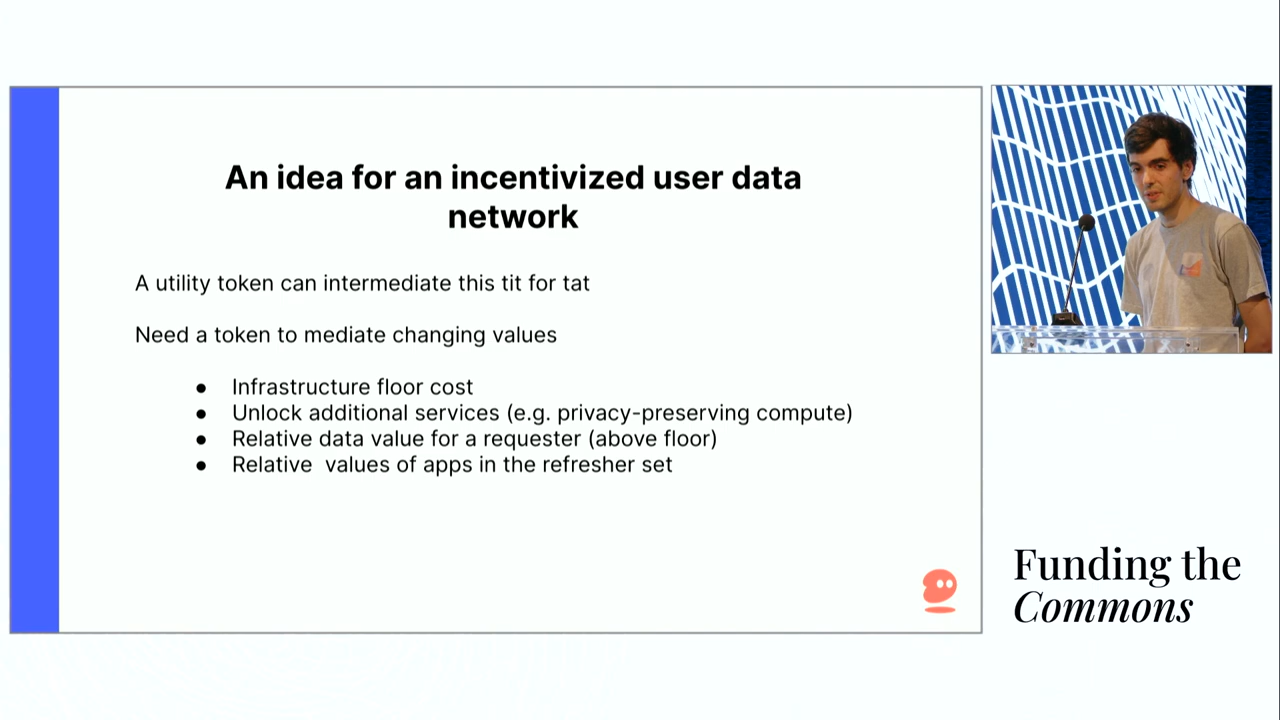 An idea for an incentivized user data
network
A utility token can intermediate this tit for tat
Need a token to mediate changing values
● Infrastructure floor cost
● Unlock additional services (e.g. privacy-preserving compute)
● Relative data value for a requester (above floor)
● Relative  values of apps in the refresher set
Funding the
Commons